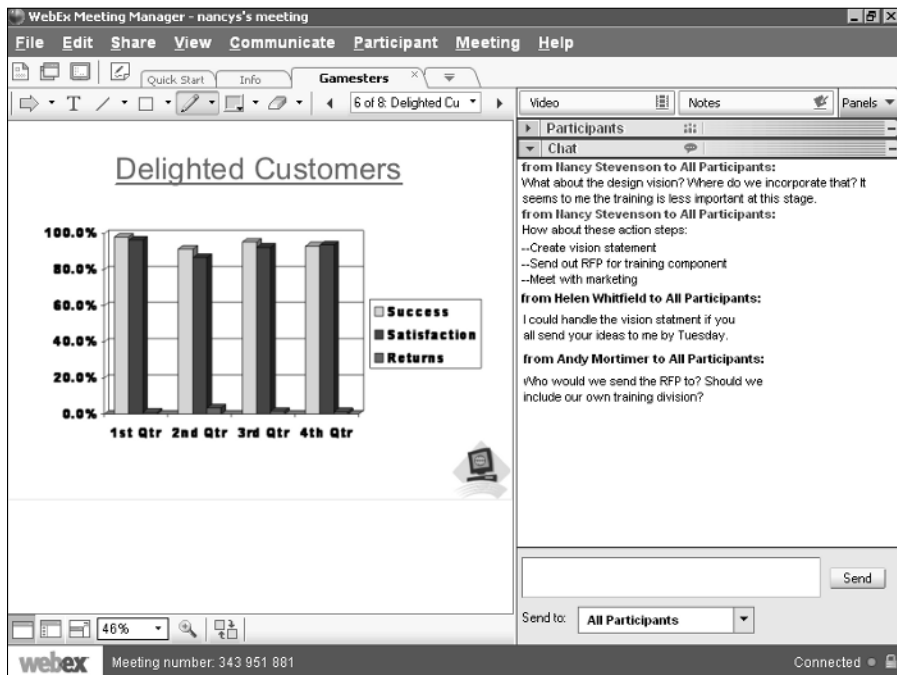 WebEx Meeting Manager - nancys's meeting
File Edit Share View Communicate Participant Meeting Help
Quick Start Info Gamesters
T 6 of 8: Delighted Cu
Video Notes Panels
Participants
Chat
Delighted Customers
100.0%
80.0%
60.0%
40.0%
20.0%
0.0%
1st Qtr 2nd Qtr 3rd Qtr 4th Qtr
Success
Satisfaction
Returns
from Nancy Stevenson to All Participants:
What about the design vision? Where do we incorporate that? It
seems to me the training is less important at this stage.
from Nancy Stevenson to All Participants:
How about these action steps:
--Create vision statement
--Send out RFP for training component
--Meet with marketing
from Helen Whitfield to All Participants:
I could handle the vision statment if you
all send your ideas to me by Tuesday.
from Andy Mortimer to All Participants:
Who would we send the RFP to? Should we
include our own training division?
Send
Send to: All Participants
46%
webex Meeting number: 343 951 881 Connected